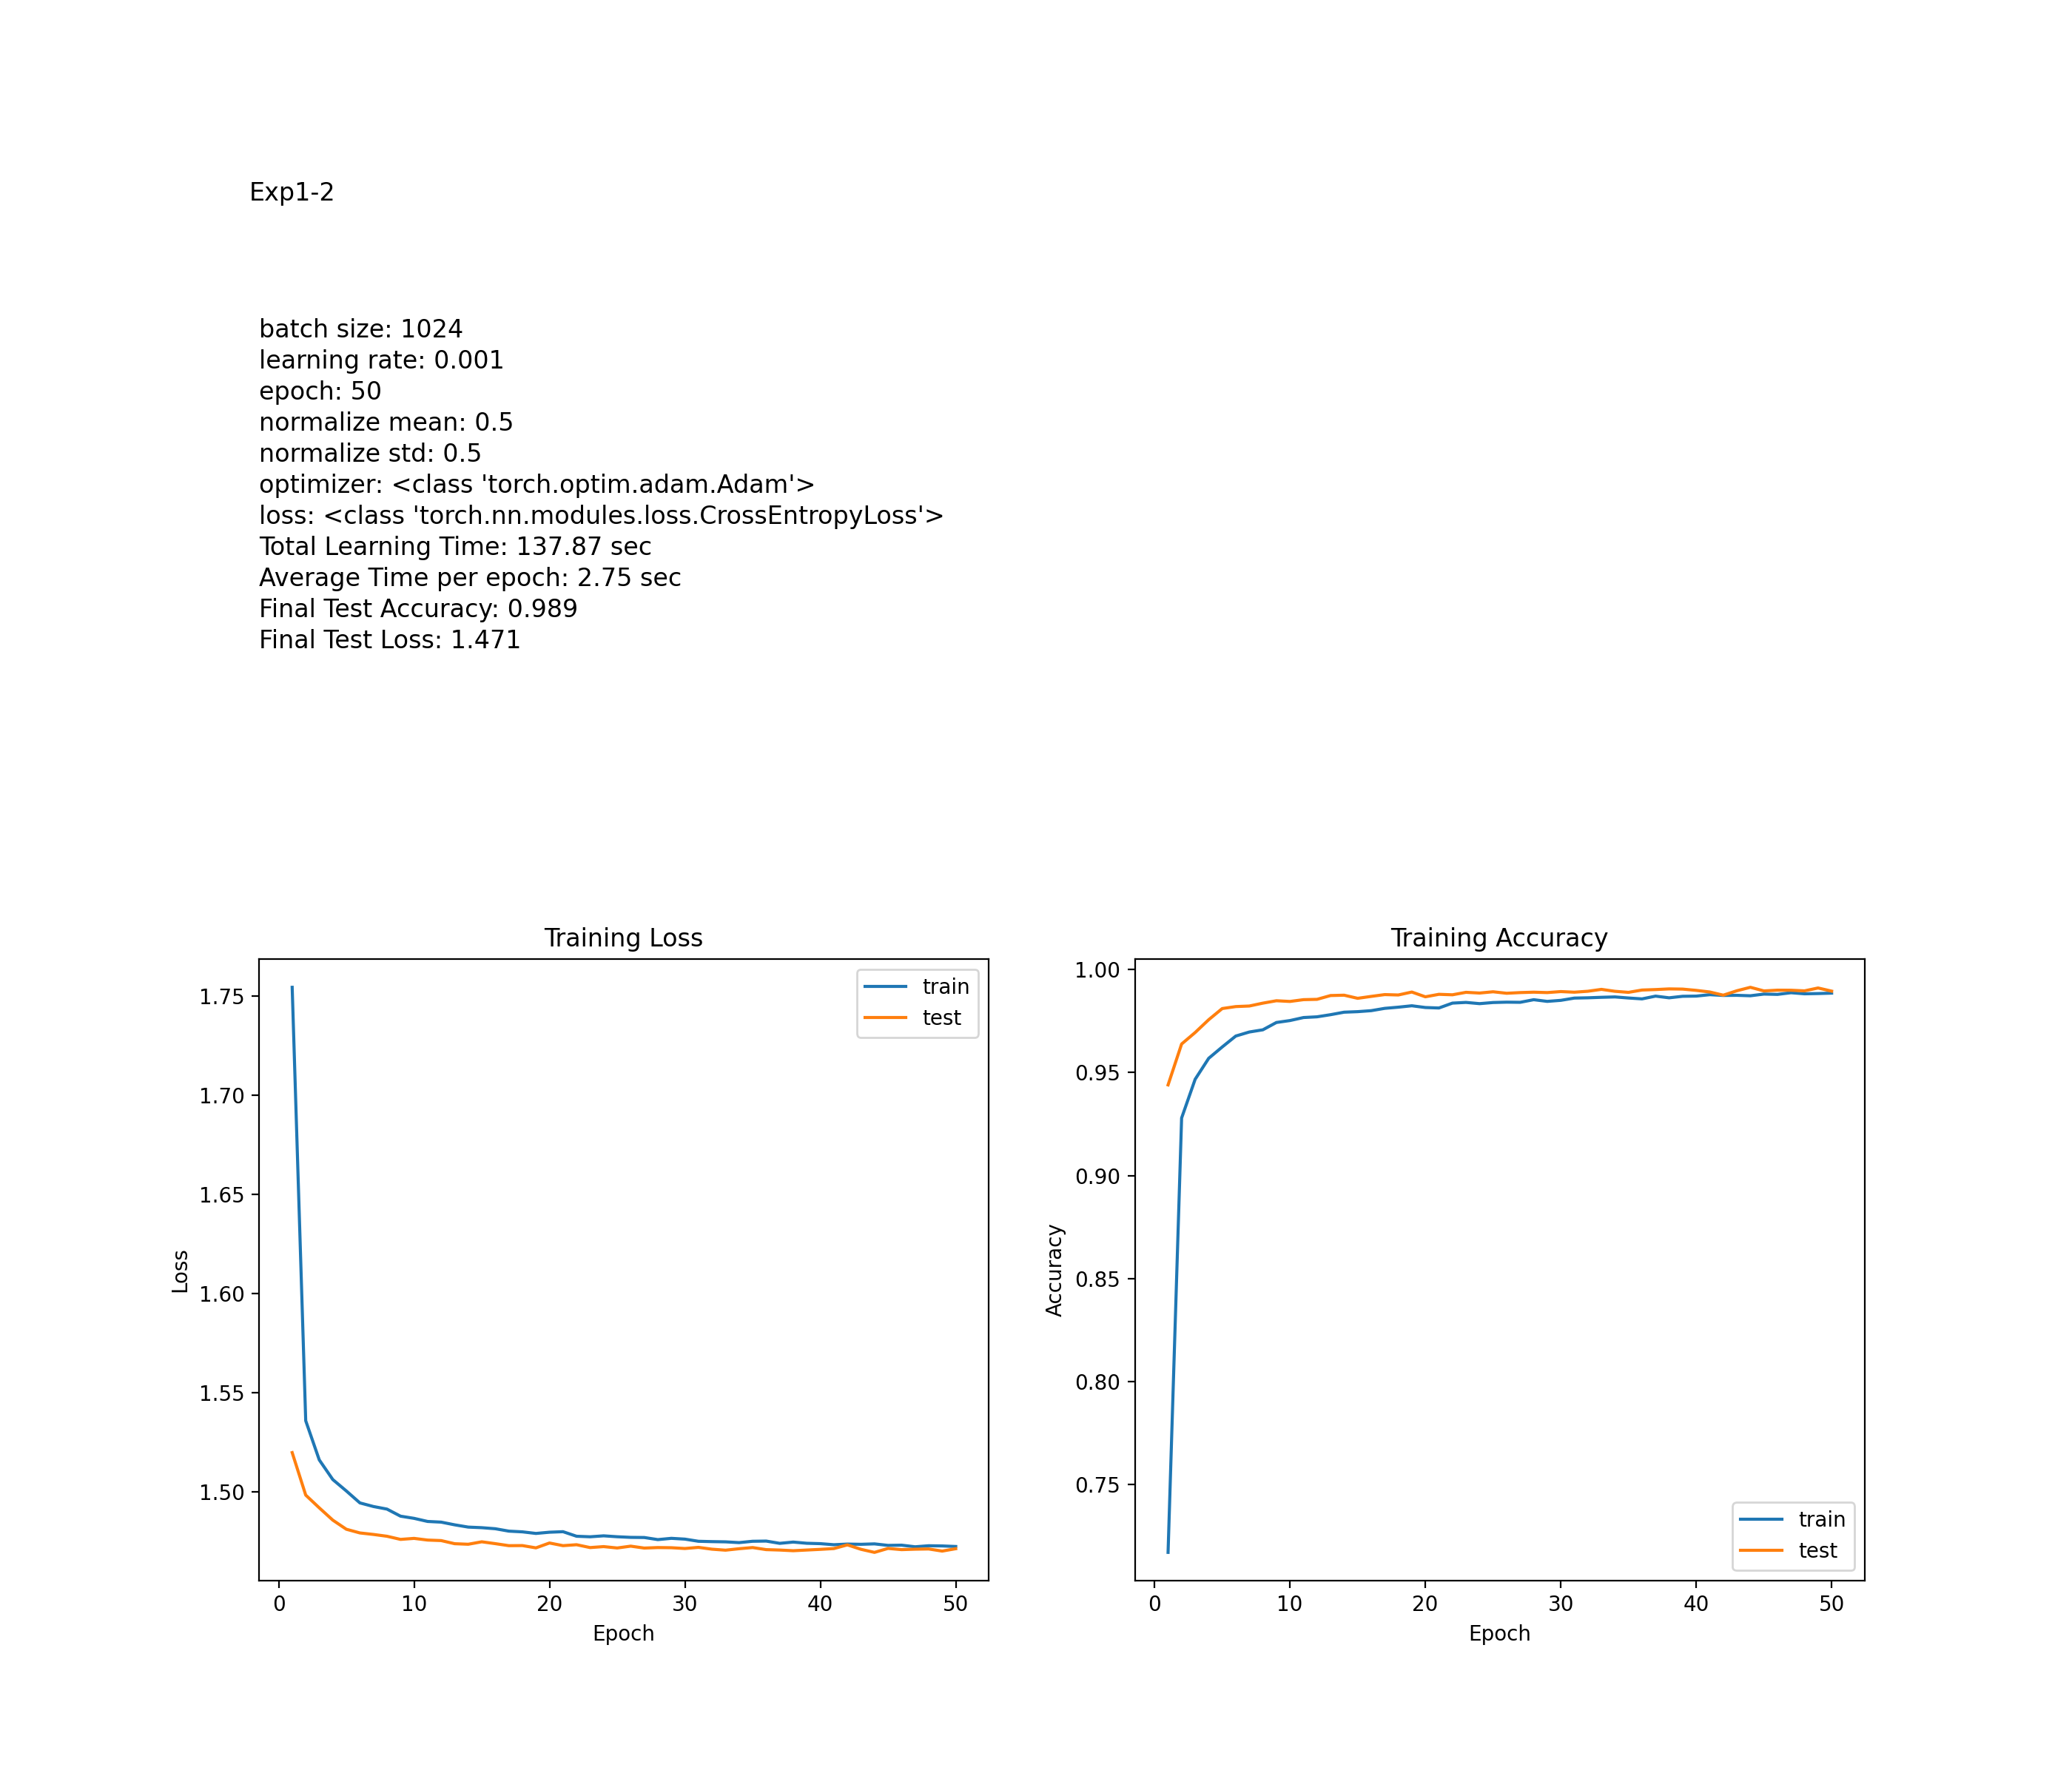 Exp1-2
batch size: 1024
learning rate: 0.001
epoch: 50
normalize mean: 0.5
normalize std: 0.5
optimizer: <class 'torch.optim.adam.Adam'>
loss: <class 'torch.nn.modules.loss.CrossEntropyLoss'>
Total Learning Time: 137.87 sec
Average Time per epoch: 2.75 sec
Final Test Accuracy: 0.989
Final Test Loss: 1.471
Training Loss
train
test
1.75
1.70
1.65
1.60
1.55
1.50
Loss
0 10 20 30 40 50
Epoch
Training Accuracy
1.00
0.95
0.90
0.85
0.80
0.75
Accuracy
train
test
0 10 20 30 40 50
Epoch